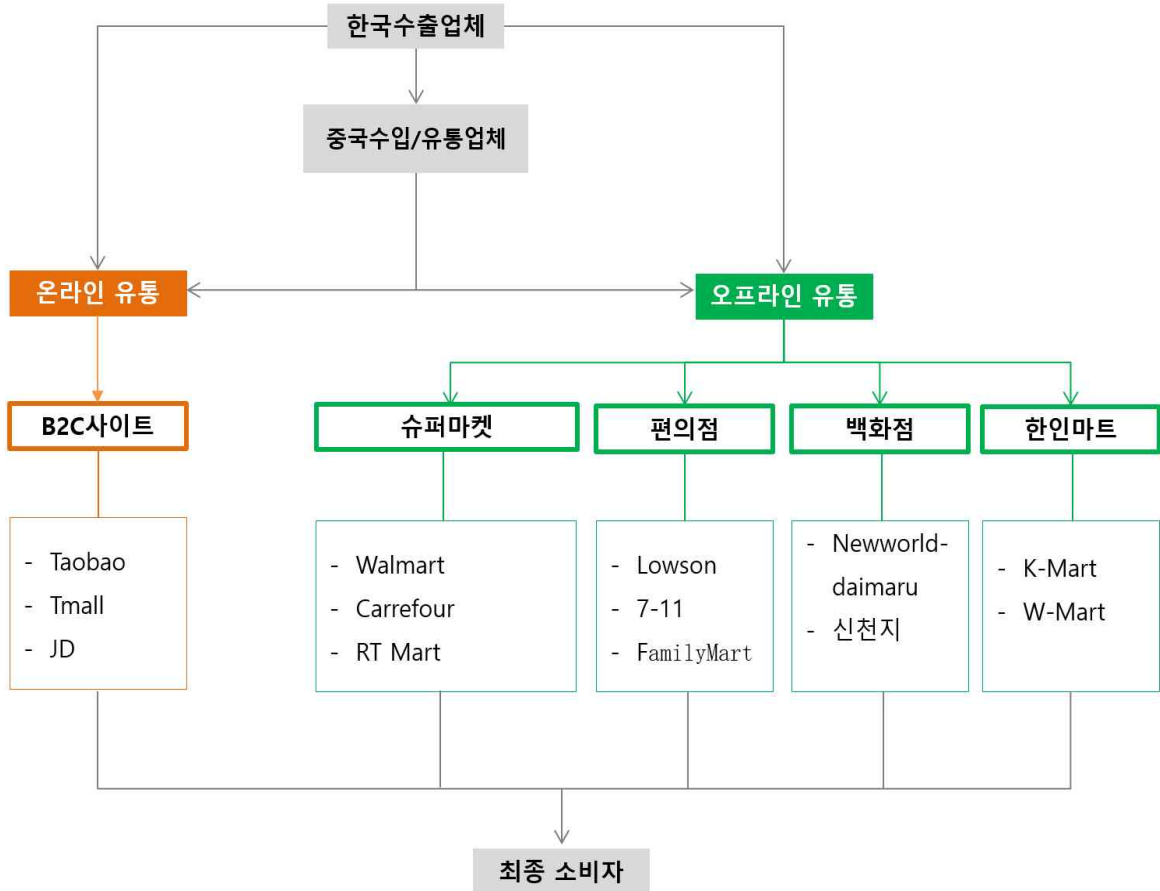 한국수출업체
중국수입/유통업체
온라인 유통
오프라인 유통
B2C사이트
슈퍼마켓
편의점
백화점
한인마트
- Taobao
- Tmall
- JD
- Walmart
- Carrefour
- RT Mart
- Lowson
- 7-11
- FamilyMart
- Newworld-
daimaru
- 신천지
- K-Mart
- W-Mart
최종 소비자